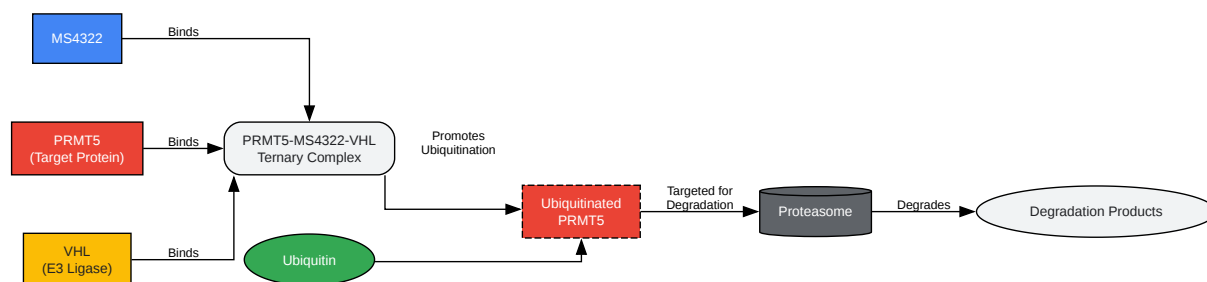 MS4322
Binds
PRMT5
(Target Protein)
Binds
PRMT5-MS4322-VHL
Ternary Complex
Promotes
Ubiquitination
VHL
(E3 Ligase)
Binds
Ubiquitin
Ubiquitinated
PRMT5
Targeted for
Degradation
Proteasome
Degrades
Degradation Products